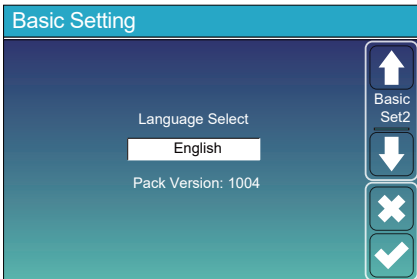 Basic Setting
Basic
Set2
Language Select
English
Pack Version: 1004